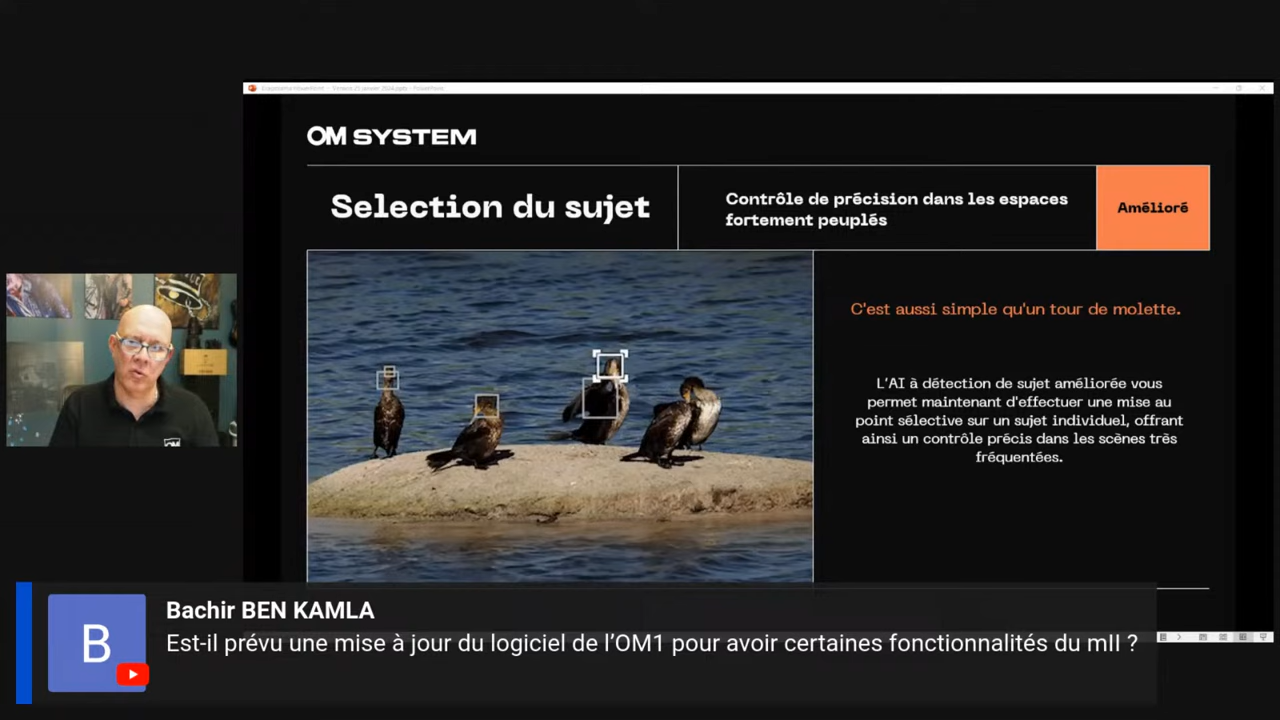 OM SYSTEM
Selection du sujet
Contrôle de précision dans les espaces
fortement peuplés
Amélioré
C'est aussi simple qu'un tour de molette.
L'AI à détection de sujet améliorée vous
permet maintenant d'effectuer une mise au
point sélective sur un sujet individuel, offrant
ainsi un contrôle précis dans les scènes très
fréquentées.
OM
B
Bachir BEN KAMLA
Est-il prévu une mise à jour du logiciel de l’OM1 pour avoir certaines fonctionnalités du mII ?